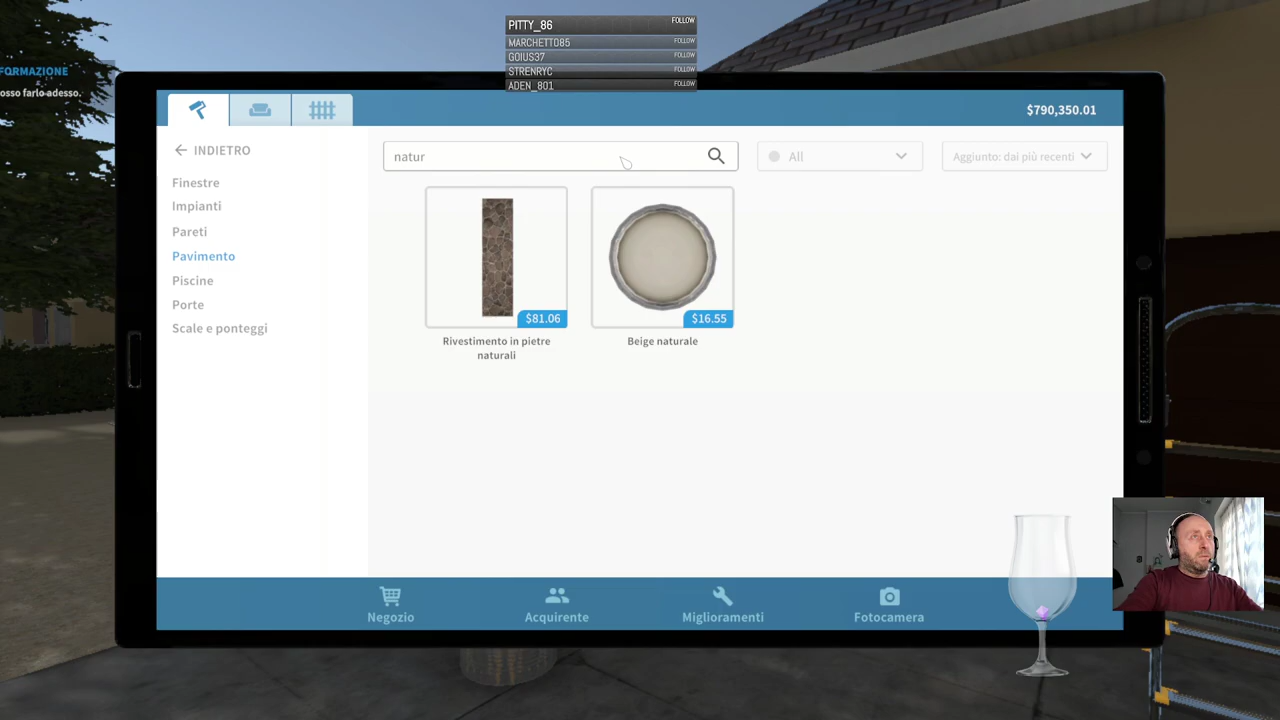 PITTY_86 FOLLOW
MARCHETTO85 FOLLOW
GOIUS37 FOLLOW
STRENRYC FOLLOW
ADEN_801 FOLLOW
FORMAZIONE
osso farlo adesso.
$790,350.01
INDIETRO
Finestre
Impianti
Pareti
Pavimento
Piscine
Porte
Scale e ponteggi
natur
All
Aggiunto: dai più recenti
$81.06
Rivestimento in pietre
naturali
$16.55
Beige naturale
Negozio
Acquirente
Miglioramenti
Fotocamera